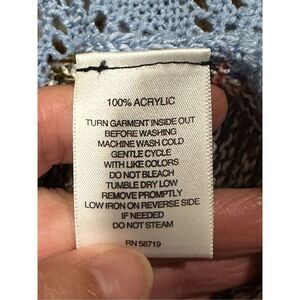 100% ACRYLIC
TURN GARMENT INSIDE OUT
BEFORE WASHING
MACHINE WASH COLD
GENTLE CYCLE
WITH LIKE COLORS
DO NOT BLEACH
TUMBLE DRY LOW
REMOVE PROMPTLY
LOW IRON ON REVERSE SIDE
IF NEEDED
DO NOT STEAM
RN 58719